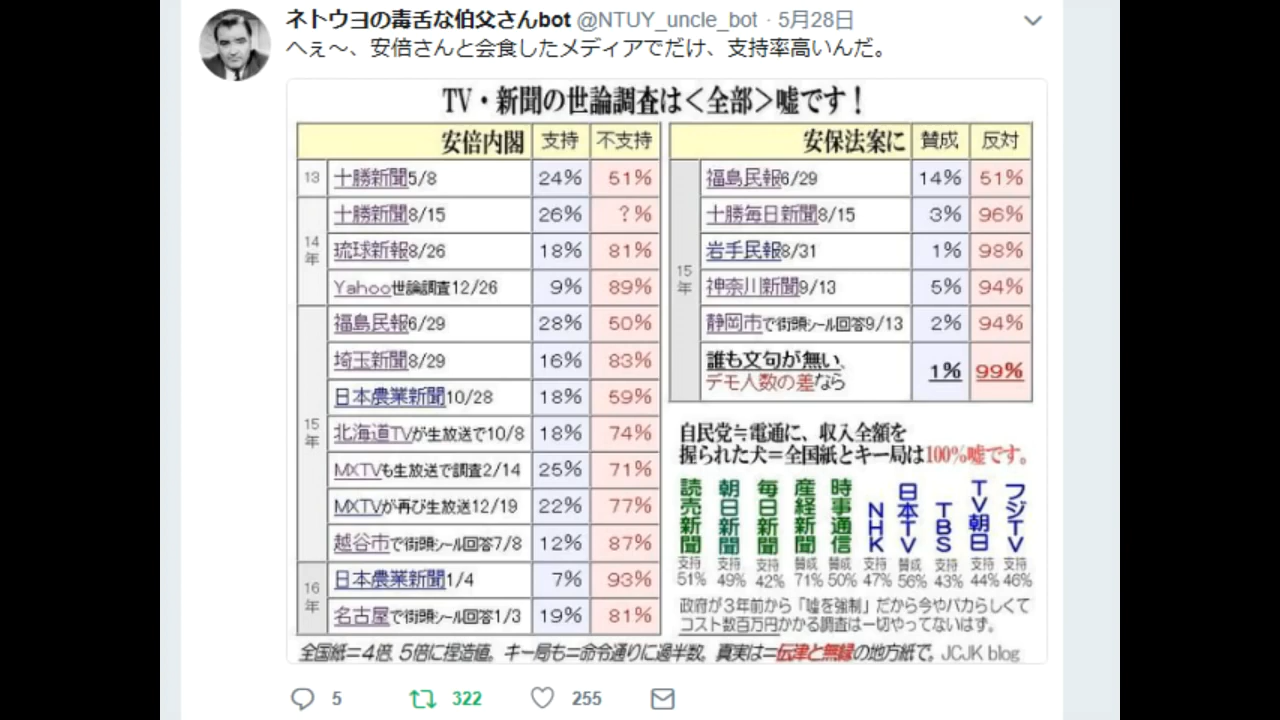 ネトウヨの毒舌な伯父さんbot @NTUY_uncle_bot · 5月28日
へぇ〜、安倍さんと会食したメディアでだけ、支持率高いんだ。
TV・新聞の世論調査は＜全部＞嘘です！
安倍内閣 支持 不支持
13 十勝新聞5/8 24% 51%
14年
十勝新聞8/15 26% ?%
琉球新報8/26 18% 81%
Yahoo世論調査12/26 9% 89%
15年
福島民報6/29 28% 50%
埼玉新聞8/29 16% 83%
日本農業新聞10/28 18% 59%
北海道TVが生放送で10/8 18% 74%
MXTVも生放送で調査2/14 25% 71%
MXTVが再び生放送12/19 22% 77%
越谷市で街頭シール回答7/8 12% 87%
16年
日本農業新聞1/4 7% 93%
名古屋で街頭シール回答1/3 19% 81%
安保法案に 賛成 反対
15年
福島民報6/29 14% 51%
十勝毎日新聞8/15 3% 96%
岩手民報8/31 1% 98%
神奈川新聞9/13 5% 94%
静岡市で街頭シール回答9/13 2% 94%
誰も文句が無い、
デモ人数の差なら 1% 99%
自民党≒電通に、収入全額を
握られた犬＝全国紙とキー局は100%嘘です。
読売新聞 支持 51%
朝日新聞 支持 49%
毎日新聞 支持 42%
産経新聞 賛成 71%
時事通信 賛成 50%
NHK 支持 47%
日本TV 賛成 56%
TBS 支持 43%
TV朝日 支持 44%
フジTV 支持 46%
政府が３年前から「嘘を強制」だから今やバカらしくて
コスト数百万円かかる調査は一切やってないはず。
全国紙＝４倍、５倍に捏造値。キー局も＝命令通りに過半数。真実は＝伝津と無縁の地方紙で。JCJK blog
5 322 255